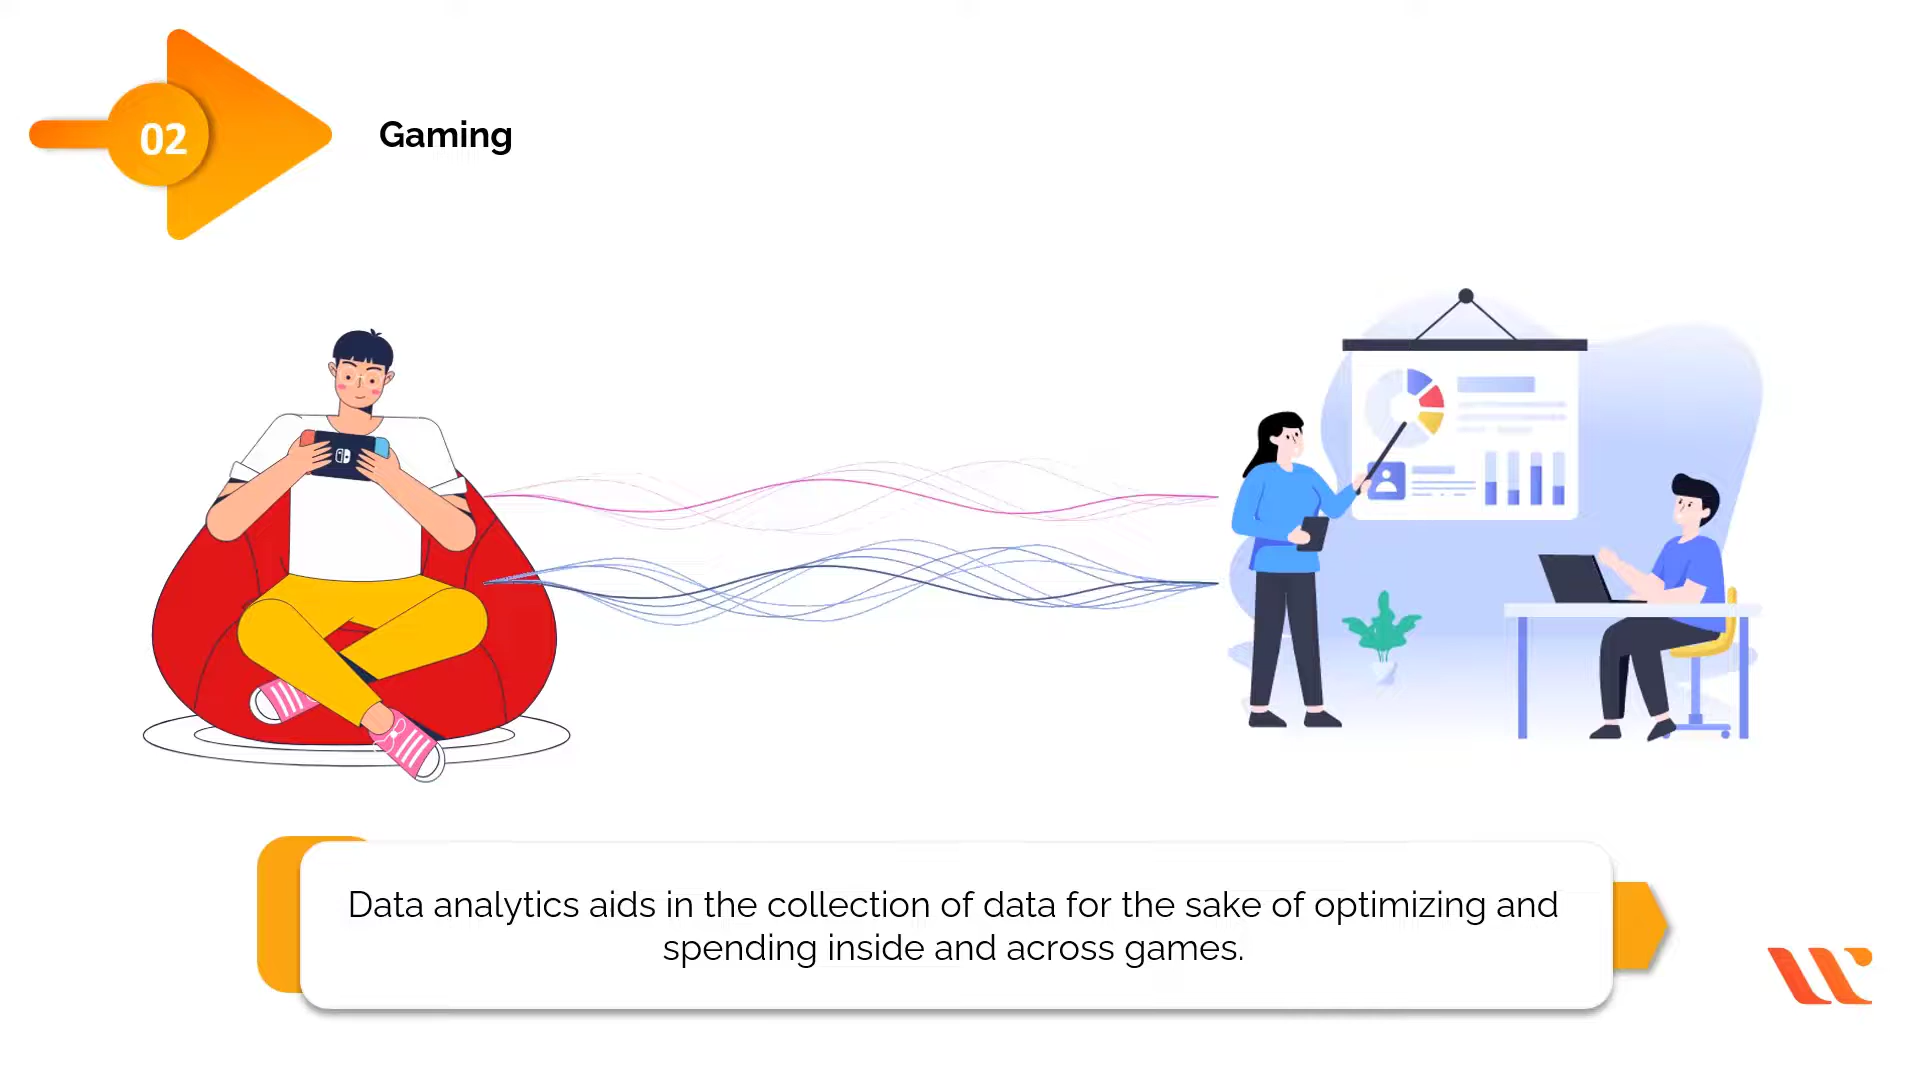 02
Gaming
Data analytics aids in the collection of data for the sake of optimizing and
spending inside and across games.